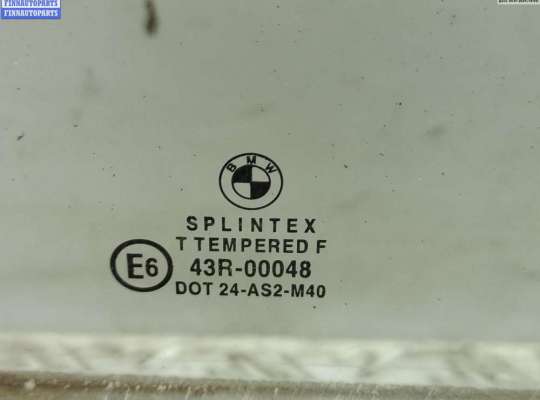 FINNAUTOPARTS
FINNAUTOPARTS
BMW
SPLINTEX
T TEMPERED F
E6
43R-00048
DOT 24-AS2-M40